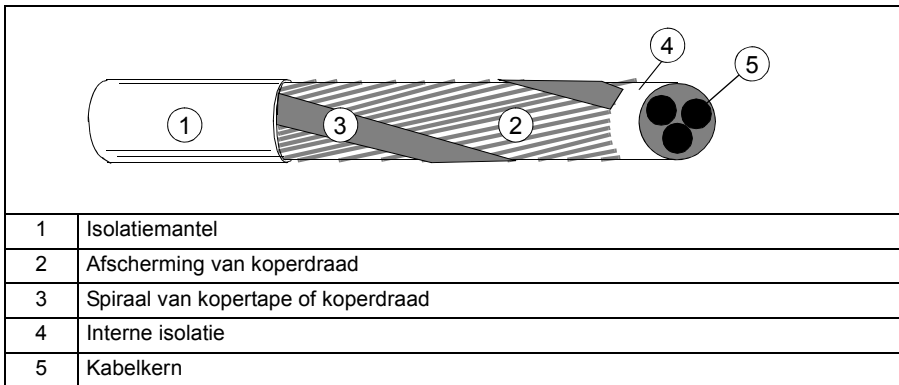 4
5
1
3
2
1 Isolatiemantel
2 Afscherming van koperdraad
3 Spiraal van kopertape of koperdraad
4 Interne isolatie
5 Kabelkern